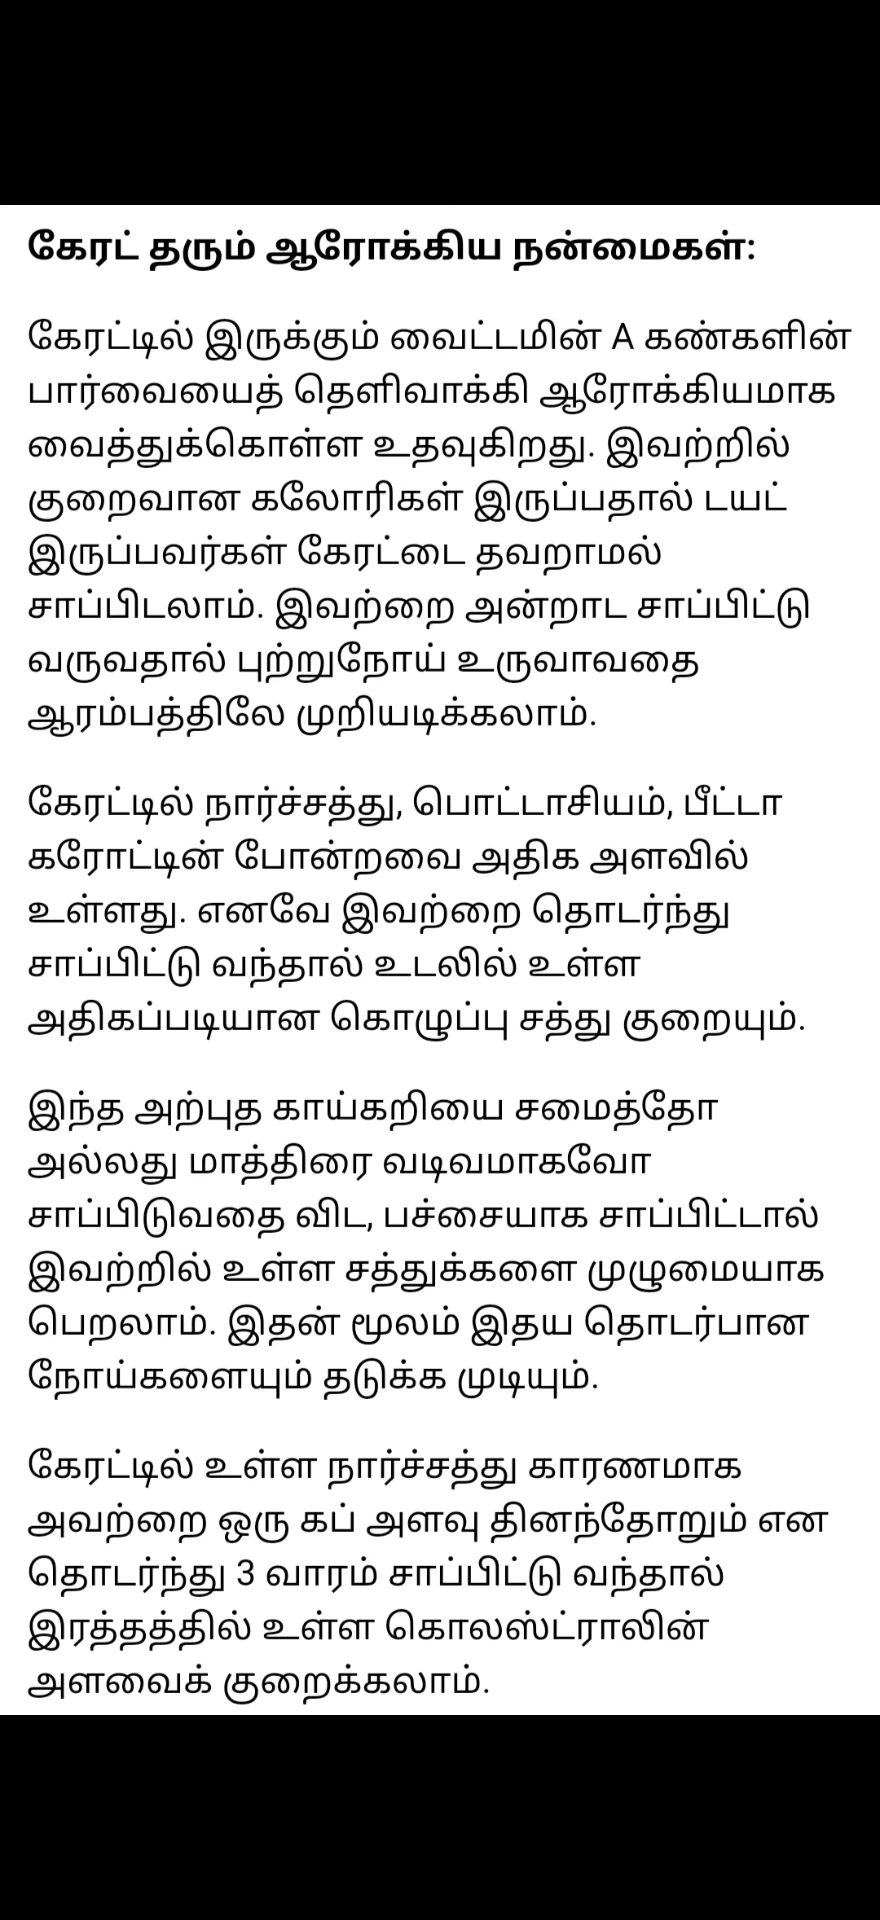 கேரட் தரும் ஆரோக்கிய நன்மைகள்:
கேரட்டில் இருக்கும் வைட்டமின் A கண்களின்
பார்வையைத் தெளிவாக்கி ஆரோக்கியமாக
வைத்துக்கொள்ள உதவுகிறது. இவற்றில்
குறைவான கலோரிகள் இருப்பதால் டயட்
இருப்பவர்கள் கேரட்டை தவறாமல்
சாப்பிடலாம். இவற்றை அன்றாட சாப்பிட்டு
வருவதால் புற்றுநோய் உருவாவதை
ஆரம்பத்திலே முறியடிக்கலாம்.
கேரட்டில் நார்ச்சத்து, பொட்டாசியம், பீட்டா
கரோட்டின் போன்றவை அதிக அளவில்
உள்ளது. எனவே இவற்றை தொடர்ந்து
சாப்பிட்டு வந்தால் உடலில் உள்ள
அதிகப்படியான கொழுப்பு சத்து குறையும்.
இந்த அற்புத காய்கறியை சமைத்தோ
அல்லது மாத்திரை வடிவமாகவோ
சாப்பிடுவதை விட, பச்சையாக சாப்பிட்டால்
இவற்றில் உள்ள சத்துக்களை முழுமையாக
பெறலாம். இதன் மூலம் இதய தொடர்பான
நோய்களையும் தடுக்க முடியும்.
கேரட்டில் உள்ள நார்ச்சத்து காரணமாக
அவற்றை ஒரு கப் அளவு தினந்தோறும் என
தொடர்ந்து 3 வாரம் சாப்பிட்டு வந்தால்
இரத்தத்தில் உள்ள கொலஸ்ட்ராலின்
அளவைக் குறைக்கலாம்.